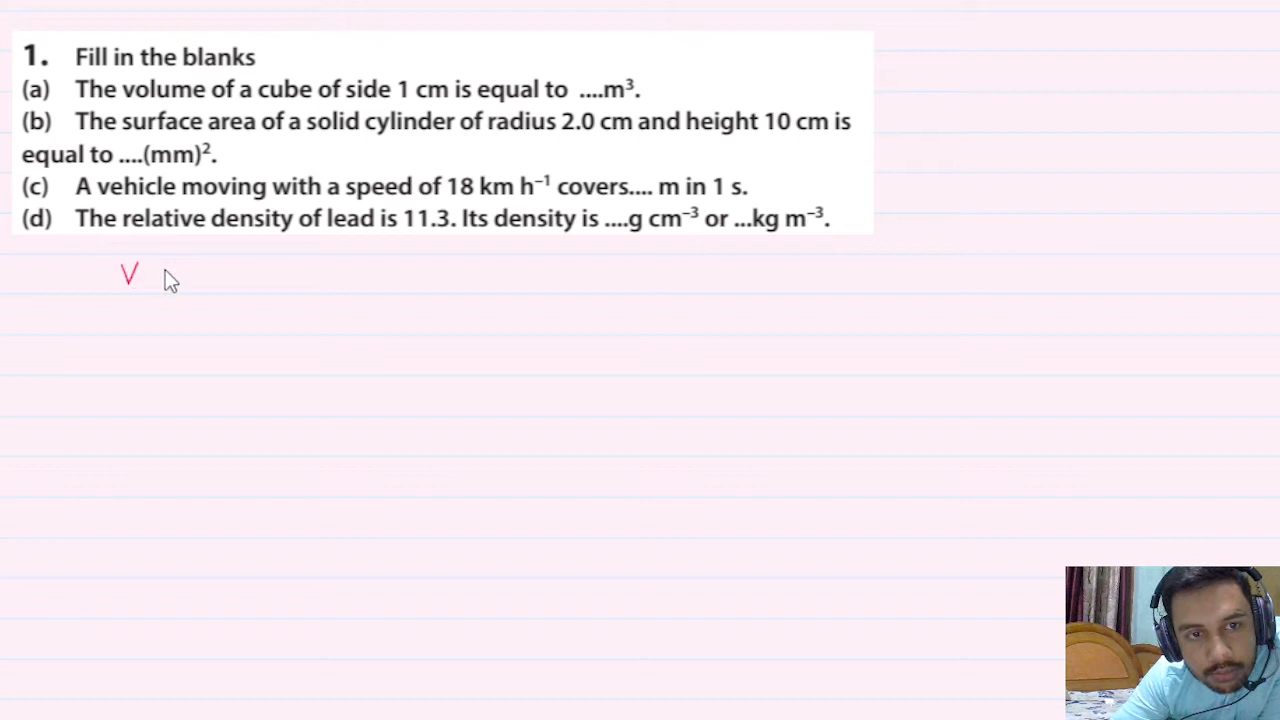 1. Fill in the blanks
(a) The volume of a cube of side 1 cm is equal to ....m³.
(b) The surface area of a solid cylinder of radius 2.0 cm and height 10 cm is
equal to ....(mm)².
(c) A vehicle moving with a speed of 18 km h⁻¹ covers.... m in 1 s.
(d) The relative density of lead is 11.3. Its density is ....g cm⁻³ or ...kg m⁻³.
V